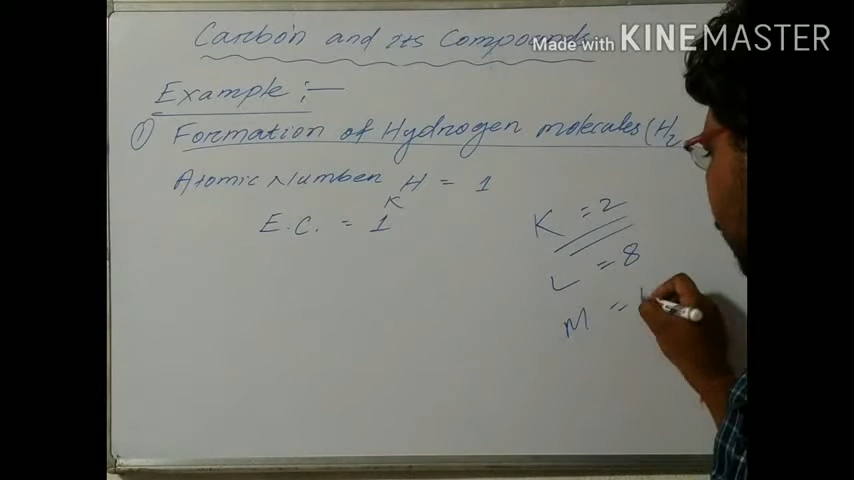 Carbon and its Compounds
Made with KINEMASTER
Example :—
① Formation of Hydrogen molecules (H2
Atomic Number H = 1
K
E.C. = 1
K = 2
L = 8
M =